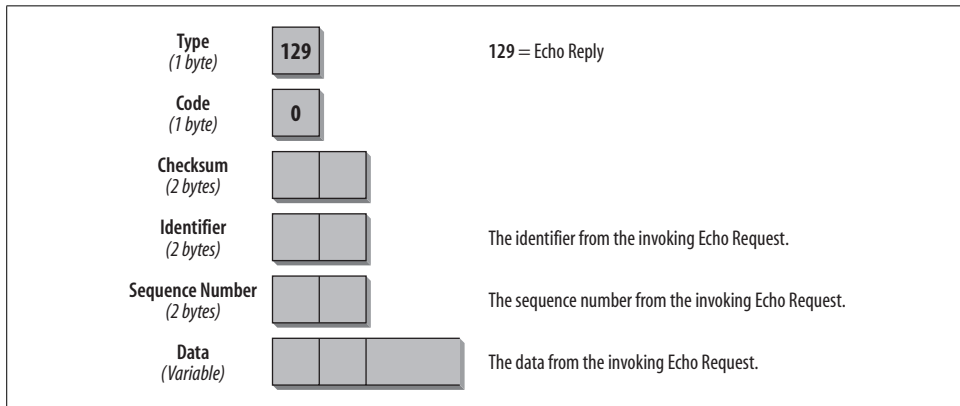 Type
(1 byte)
129
129 = Echo Reply
Code
(1 byte)
0
Checksum
(2 bytes)
Identifier
(2 bytes)
The identifier from the invoking Echo Request.
Sequence Number
(2 bytes)
The sequence number from the invoking Echo Request.
Data
(Variable)
The data from the invoking Echo Request.